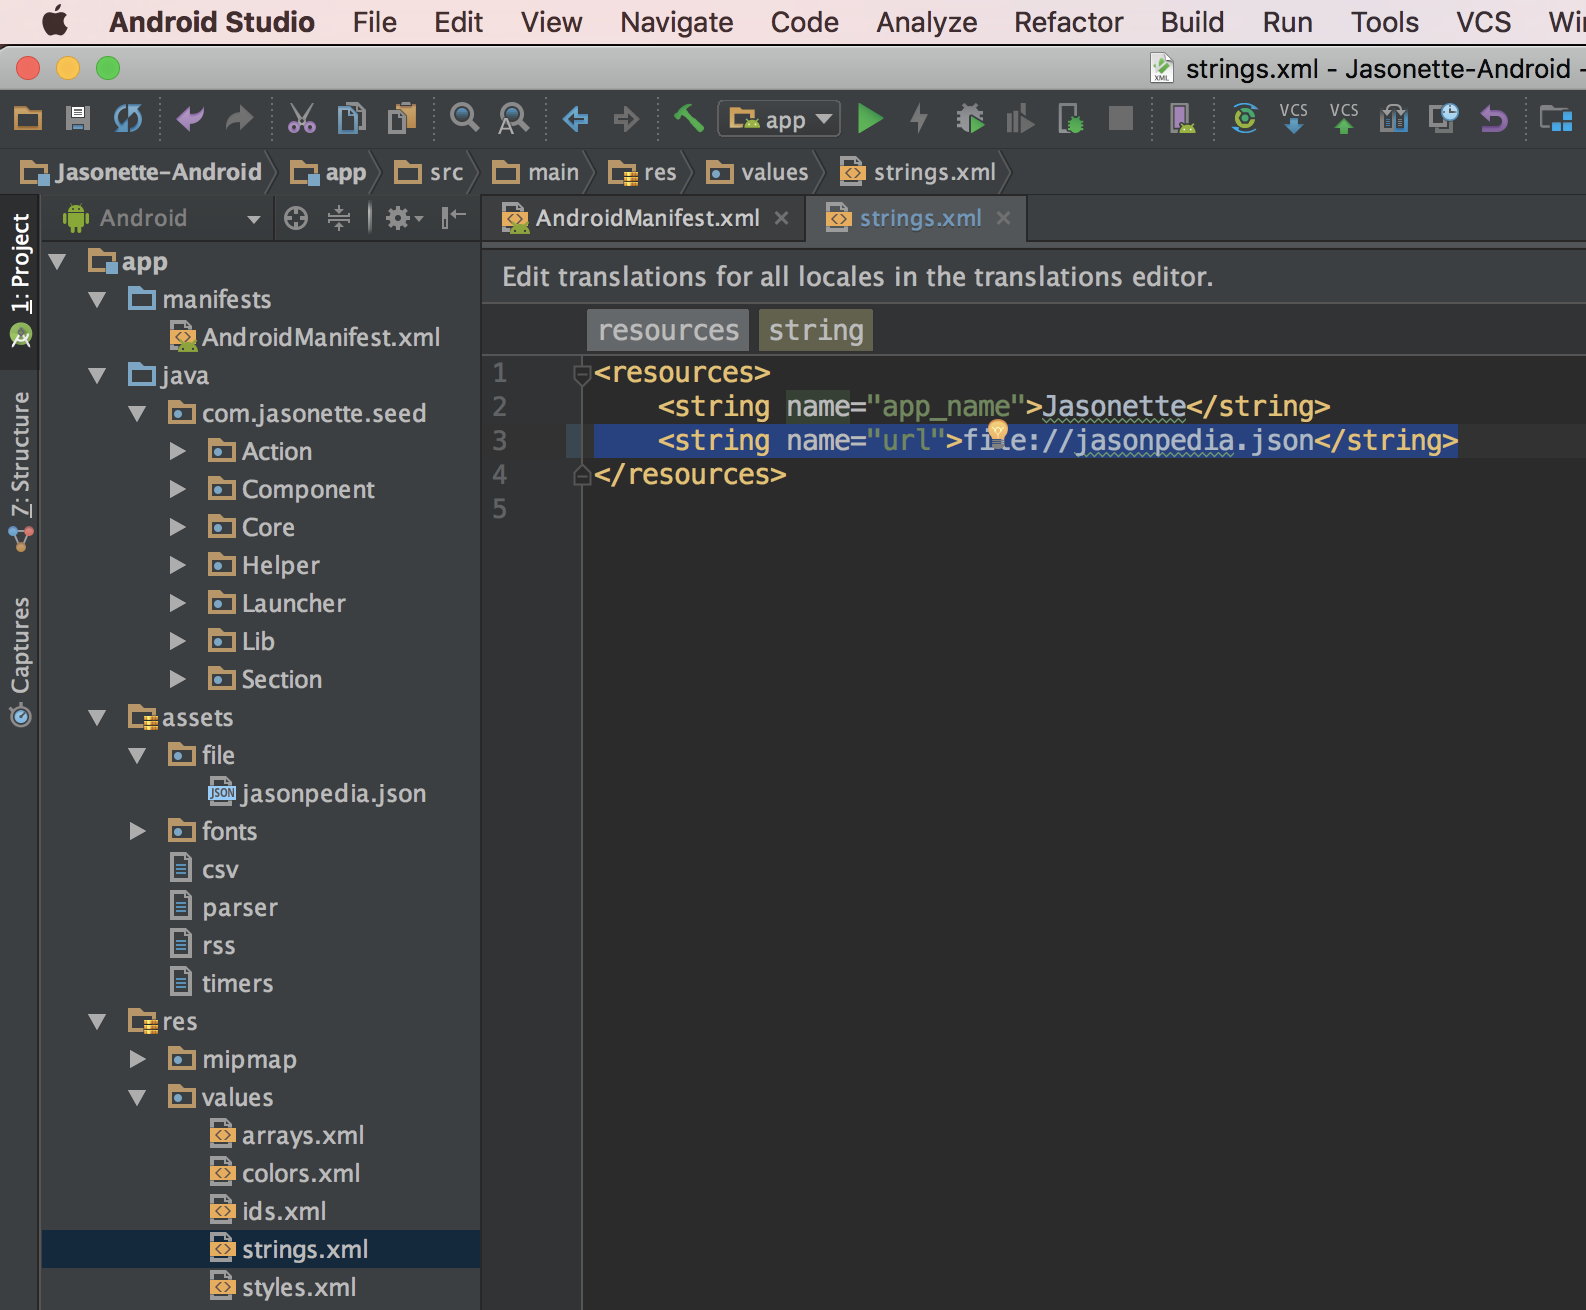 Android Studio File Edit View Navigate Code Analyze Refactor Build Run Tools VCS
strings.xml - Jasonette-Android -
app VCS VCS
Jasonette-Android app src main res values strings.xml
Android
AndroidManifest.xml strings.xml
1: Project
7: Structure
Captures
app
manifests
AndroidManifest.xml
java
com.jasonette.seed
Action
Component
Core
Helper
Launcher
Lib
Section
assets
file
JSON jasonpedia.json
fonts
csv
parser
rss
timers
res
mipmap
values
arrays.xml
colors.xml
ids.xml
strings.xml
styles.xml
Edit translations for all locales in the translations editor.
resources string
1 <resources>
2 <string name="app_name">Jasonette</string>
3 <string name="url">file://jasonpedia.json</string>
4 </resources>
5